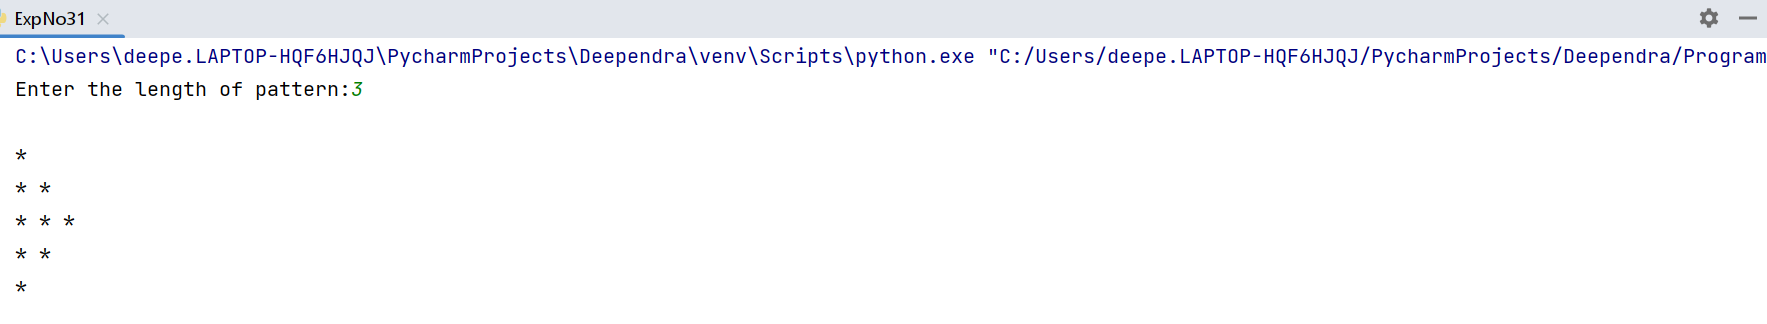 ExpNo31
C:\Users\deepe.LAPTOP-HQF6HJQJ\PycharmProjects\Deependra\venv\Scripts\python.exe "C:/Users/deepe.LAPTOP-HQF6HJQJ/PycharmProjects/Deependra/Program
Enter the length of pattern:3
*
* *
* * *
* *
*